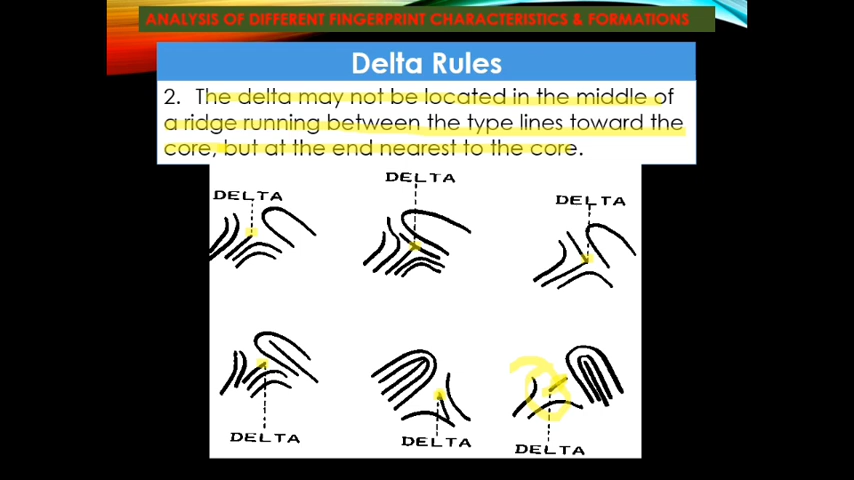 ANALYSIS OF DIFFERENT FINGERPRINT CHARACTERISTICS & FORMATIONS
Delta Rules
2. The delta may not be located in the middle of
a ridge running between the type lines toward the
core, but at the end nearest to the core.
DELTA
DELTA
DELTA
DELTA
DELTA
DELTA